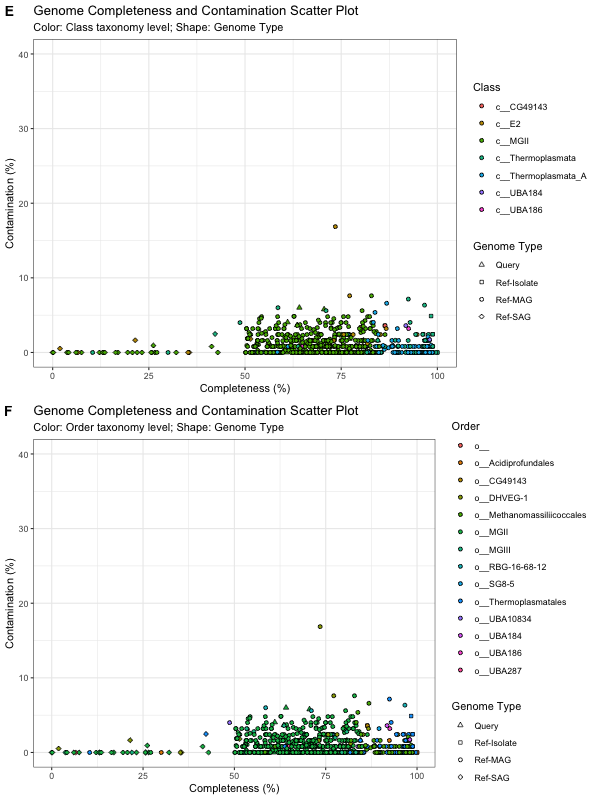 E Genome Completeness and Contamination Scatter Plot
Color: Class taxonomy level; Shape: Genome Type
40
30
20
10
0
Contamination (%)
0 25 50 75 100
Completeness (%)
Class
c__CG49143
c__E2
c__MGII
c__Thermoplasmata
c__Thermoplasmata_A
c__UBA184
c__UBA186
Genome Type
Query
Ref-Isolate
Ref-MAG
Ref-SAG
F Genome Completeness and Contamination Scatter Plot
Color: Order taxonomy level; Shape: Genome Type
40
30
20
10
0
Contamination (%)
0 25 50 75 100
Completeness (%)
Order
o__
o__Acidiprofundales
o__CG49143
o__DHVEG-1
o__Methanomassiliicoccales
o__MGII
o__MGIII
o__RBG-16-68-12
o__SG8-5
o__Thermoplasmatales
o__UBA10834
o__UBA184
o__UBA186
o__UBA287
Genome Type
Query
Ref-Isolate
Ref-MAG
Ref-SAG